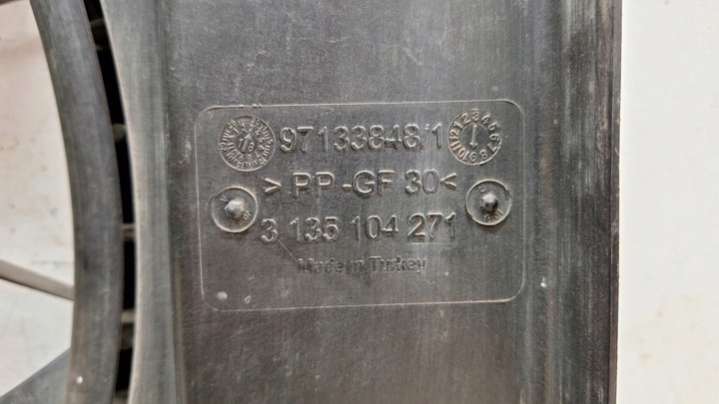 97133848/1
>PP-GF 30<
3 135 104 271
Made in Turkey